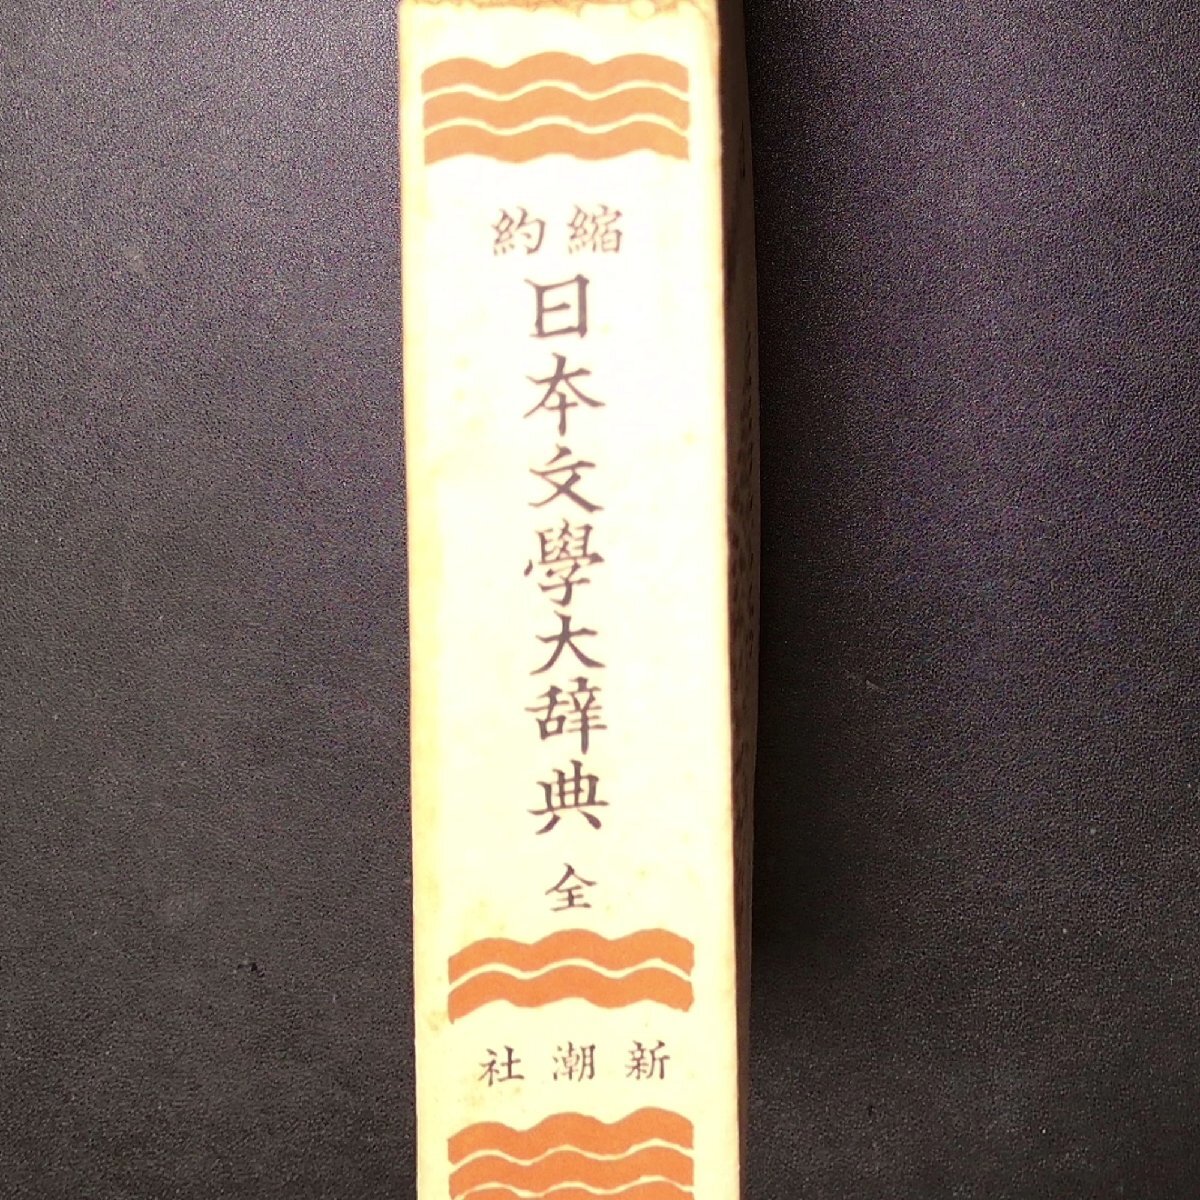 縮約
日本文學大辞典
全
新潮社